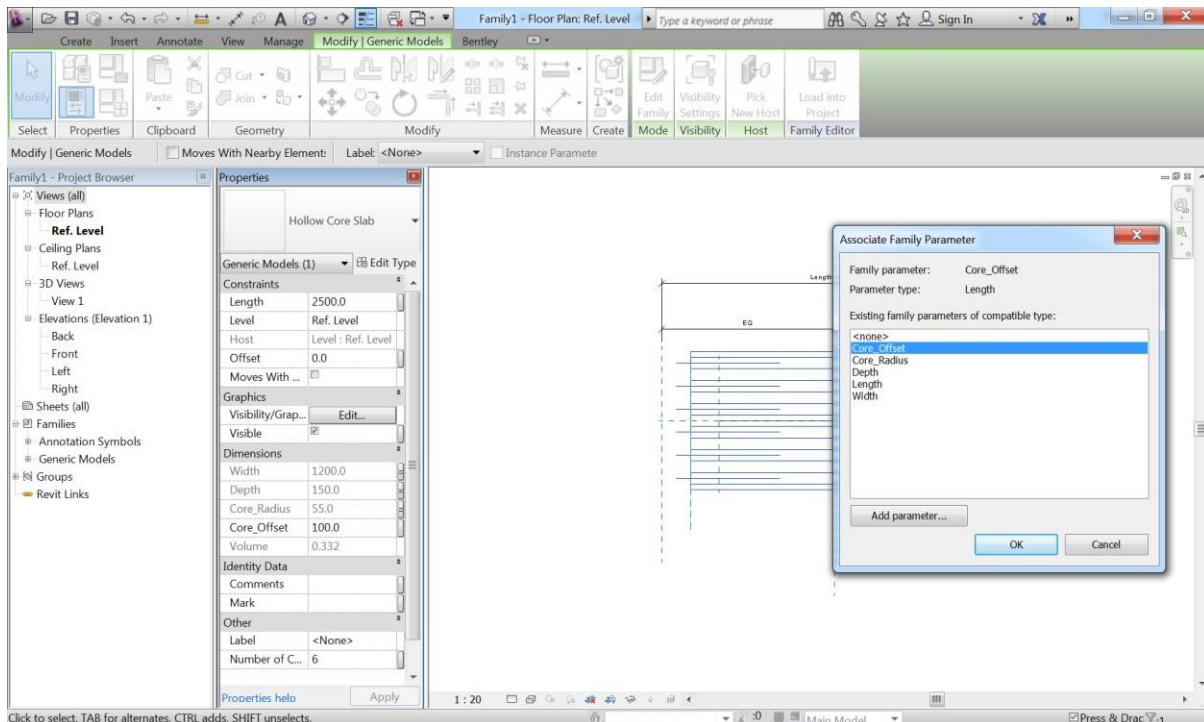 Family1 - Floor Plan: Ref. Level
Type a keyword or phrase
Sign In
Create Insert Annotate View Manage Modify | Generic Models Bentley
Modify
Paste
Cut
Join
Edit Family
Visibility Settings
Pick New Host
Load into Project
Select Properties Clipboard Geometry Modify Measure Create Mode Visibility Host Family Editor
Modify | Generic Models Moves With Nearby Element: Label: <None> Instance Paramete
Family1 - Project Browser
Views (all)
Floor Plans
Ref. Level
Ceiling Plans
Ref. Level
3D Views
View 1
Elevations (Elevation 1)
Back
Front
Left
Right
Sheets (all)
Families
Annotation Symbols
Generic Models
Groups
Revit Links
Properties
Hollow Core Slab
Generic Models (1) Edit Type
Constraints
Length 2500.0
Level Ref. Level
Host Level : Ref. Level
Offset 0.0
Moves With ...
Graphics
Visibility/Grap... Edit...
Visible
Dimensions
Width 1200.0
Depth 150.0
Core_Radius 55.0
Core_Offset 100.0
Volume 0.332
Identity Data
Comments
Mark
Other
Label <None>
Number of C... 6
Properties help Apply
Length
EQ
Associate Family Parameter
Family parameter: Core_Offset
Parameter type: Length
Existing family parameters of compatible type:
<none>
Core_Offset
Core_Radius
Depth
Length
Width
Add parameter...
OK Cancel
1 : 20
Click to select, TAB for alternates, CTRL adds, SHIFT unselects.
:0 Main Model Press & Drac